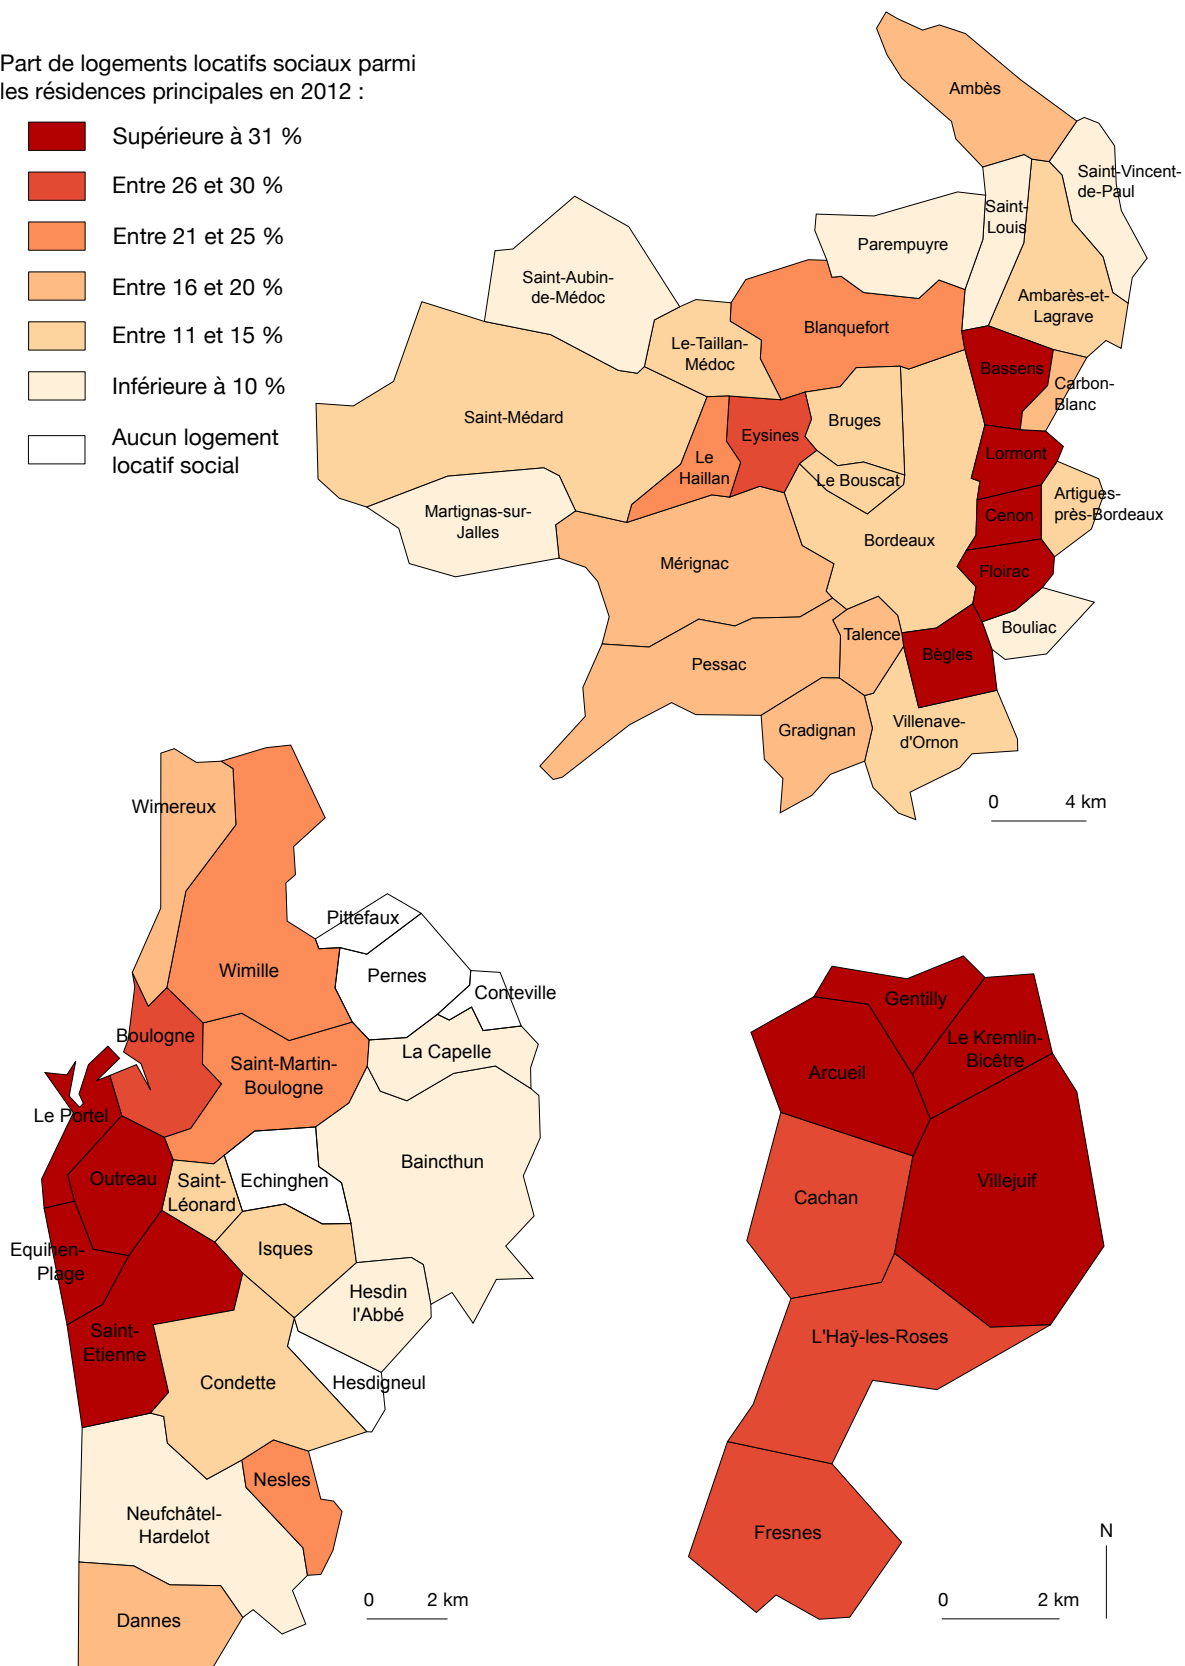 Part de logements locatifs sociaux parmi
les résidences principales en 2012 :
Supérieure à 31 %
Entre 26 et 30 %
Entre 21 et 25 %
Entre 16 et 20 %
Entre 11 et 15 %
Inférieure à 10 %
Aucun logement
locatif social
Ambès
Saint-Vincent-
de-Paul
Saint-
Louis
Parempuyre
Saint-Aubin-
de-Médoc
Ambarès-et-
Lagrave
Blanquefort
Le-Taillan-
Médoc
Bassens
Carbon-
Blanc
Saint-Médard
Bruges
Eysines
Le
Haillan
Lormont
Le Bouscat
Artigues-
près-Bordeaux
Martignas-sur-
Jalles
Cenon
Bordeaux
Mérignac
Floirac
Bouliac
Talence
Bègles
Pessac
Gradignan
Villenave-
d'Ornon
0 4 km
Wimereux
Pittefaux
Wimille
Pernes
Conteville
Boulogne
La Capelle
Saint-Martin-
Boulogne
Le Portel
Baincthun
Outreau
Saint-
Léonard
Echinghen
Equihen-
Plage
Isques
Hesdin
l'Abbé
Saint-
Etienne
Condette
Hesdigneul
Nesles
Neufchâtel-
Hardelot
Dannes
0 2 km
Gentilly
Le Kremlin-
Bicêtre
Arcueil
Villejuif
Cachan
L'Haÿ-les-Roses
Fresnes
N
0 2 km